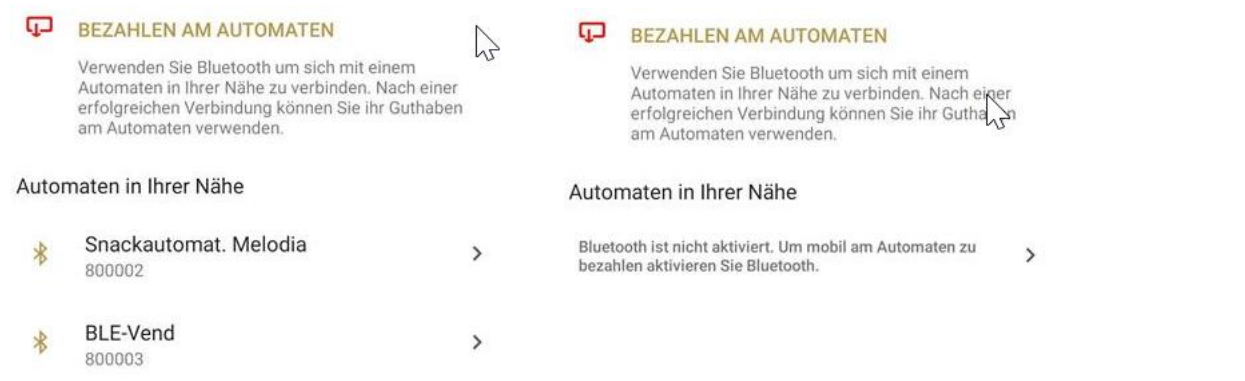 BEZAHLEN AM AUTOMATEN
Verwenden Sie Bluetooth um sich mit einem
Automaten in Ihrer Nähe zu verbinden. Nach einer
erfolgreichen Verbindung können Sie ihr Guthaben
am Automaten verwenden.
Automaten in Ihrer Nähe
Snackautomat. Melodia
800002
BLE-Vend
800003
BEZAHLEN AM AUTOMATEN
Verwenden Sie Bluetooth um sich mit einem
Automaten in Ihrer Nähe zu verbinden. Nach einer
erfolgreichen Verbindung können Sie ihr Guthaben
am Automaten verwenden.
Automaten in Ihrer Nähe
Bluetooth ist nicht aktiviert. Um mobil am Automaten zu
bezahlen aktivieren Sie Bluetooth.